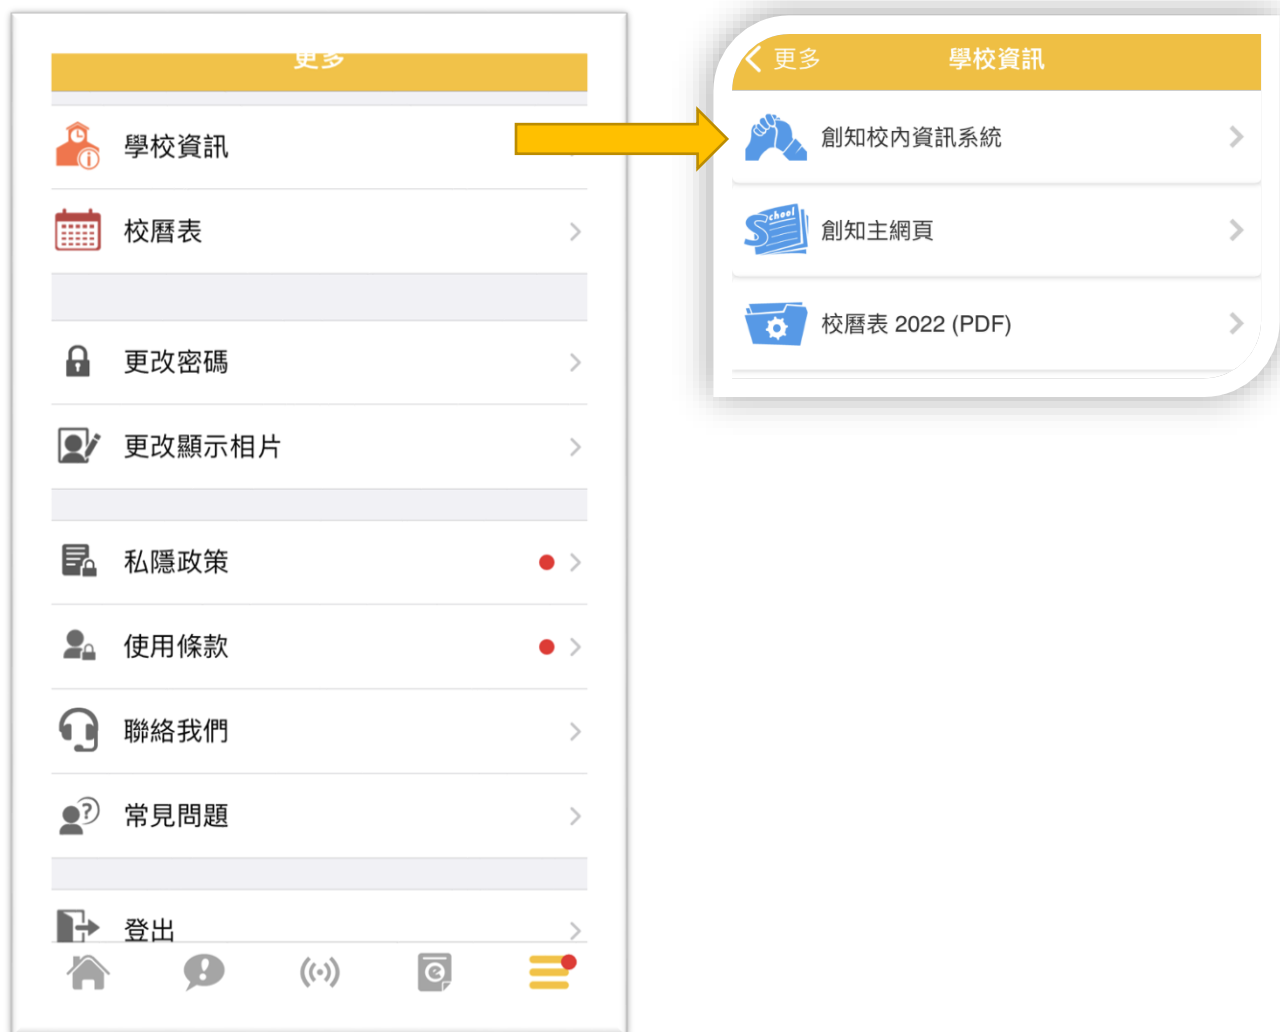 更多
學校資訊
校曆表
更改密碼
更改顯示相片
私隱政策
使用條款
聯絡我們
常見問題
登出
更多
學校資訊
創知校內資訊系統
School
創知主網頁
校曆表 2022 (PDF)